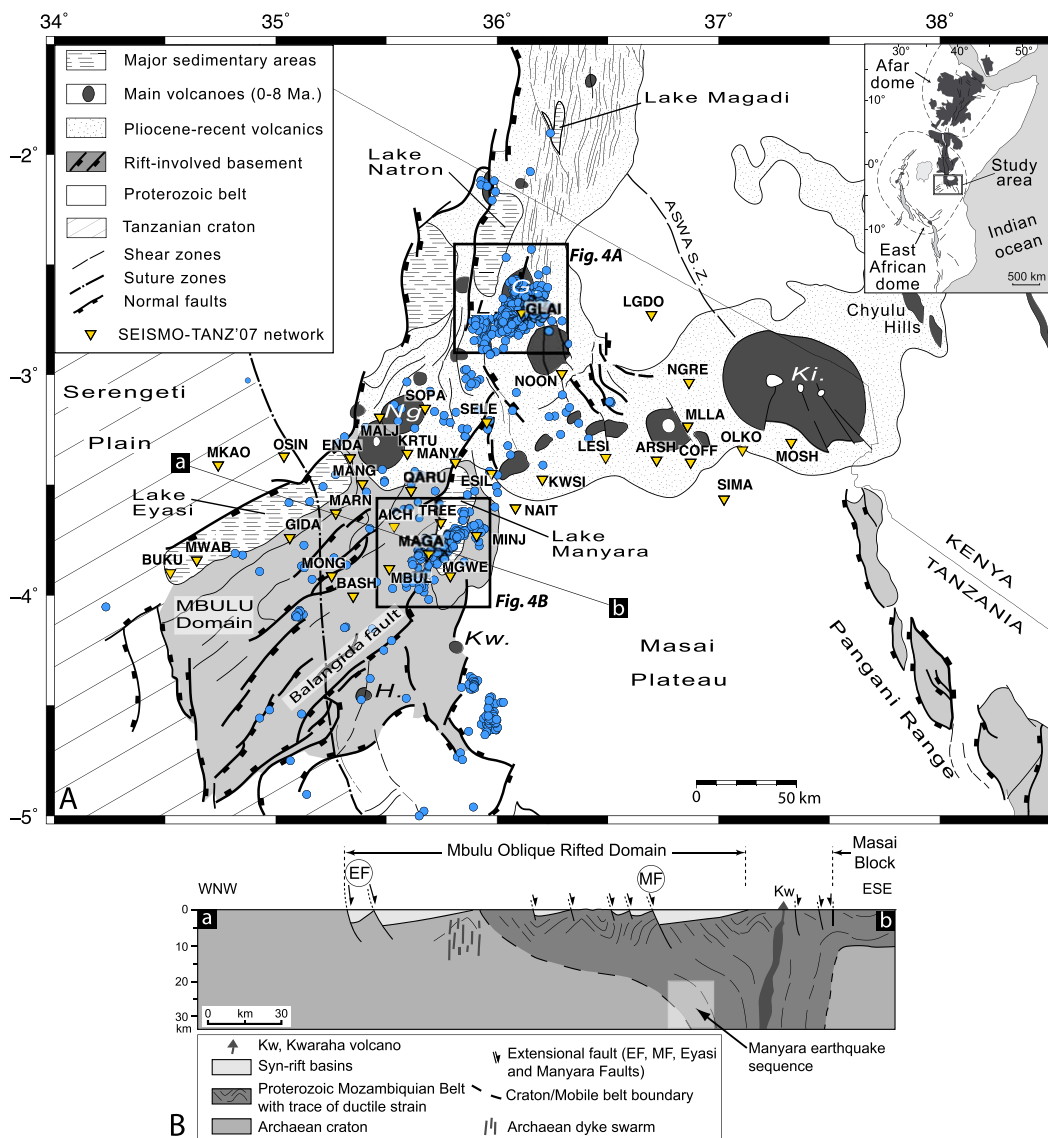 34° 35° 36° 37° 38°
Major sedimentary areas
Main volcanoes (0-8 Ma.)
Pliocene-recent volcanics
Rift-involved basement
Proterozoic belt
Tanzanian craton
Shear zones
Suture zones
Normal faults
SEISMO-TANZ'07 network
30° 40° 50°
Afar
dome
10°
0°
Study
area
10°
Indian
ocean
East
African
dome
500 km
Lake Magadi
Lake
Natron
ASWA S.Z.
–2°
Fig. 4A
G.
L.
GLAI
LGDO
Chyulu
Hills
–3°
NOON
NGRE
Ki.
Serengeti
Plain
SOPA
Ng
SELE
MALJ
MLLA
KRTU
OSIN
ENDA
MANY
LESI
ARSH
COFF
OLKO
MOSH
MKAO
a
MANG
QARU
ESIL
KWSI
SIMA
Lake
Eyasi
MARN
AICH
TREE
NAIT
GIDA
MAGA
MINJ
Lake
Manyara
MWAB
BUKU
MONG
MBUL
MGWE
BASH
–4°
Fig. 4B
b
MBULU
Domain
Balangida fault
Kw.
H.
Masai
Plateau
KENYA
TANZANIA
Pangani Range
0 50 km
–5°
A
Mbulu Oblique Rifted Domain
Masai
Block
WNW
EF
MF
Kw
ESE
a
b
0
10
20
30
km
0 km 30
Manyara earthquake
sequence
Kw, Kwaraha volcano
Syn-rift basins
Proterozoic Mozambiquian Belt
with trace of ductile strain
Archaean craton
Extensional fault (EF, MF, Eyasi
and Manyara Faults)
Craton/Mobile belt boundary
Archaean dyke swarm
B